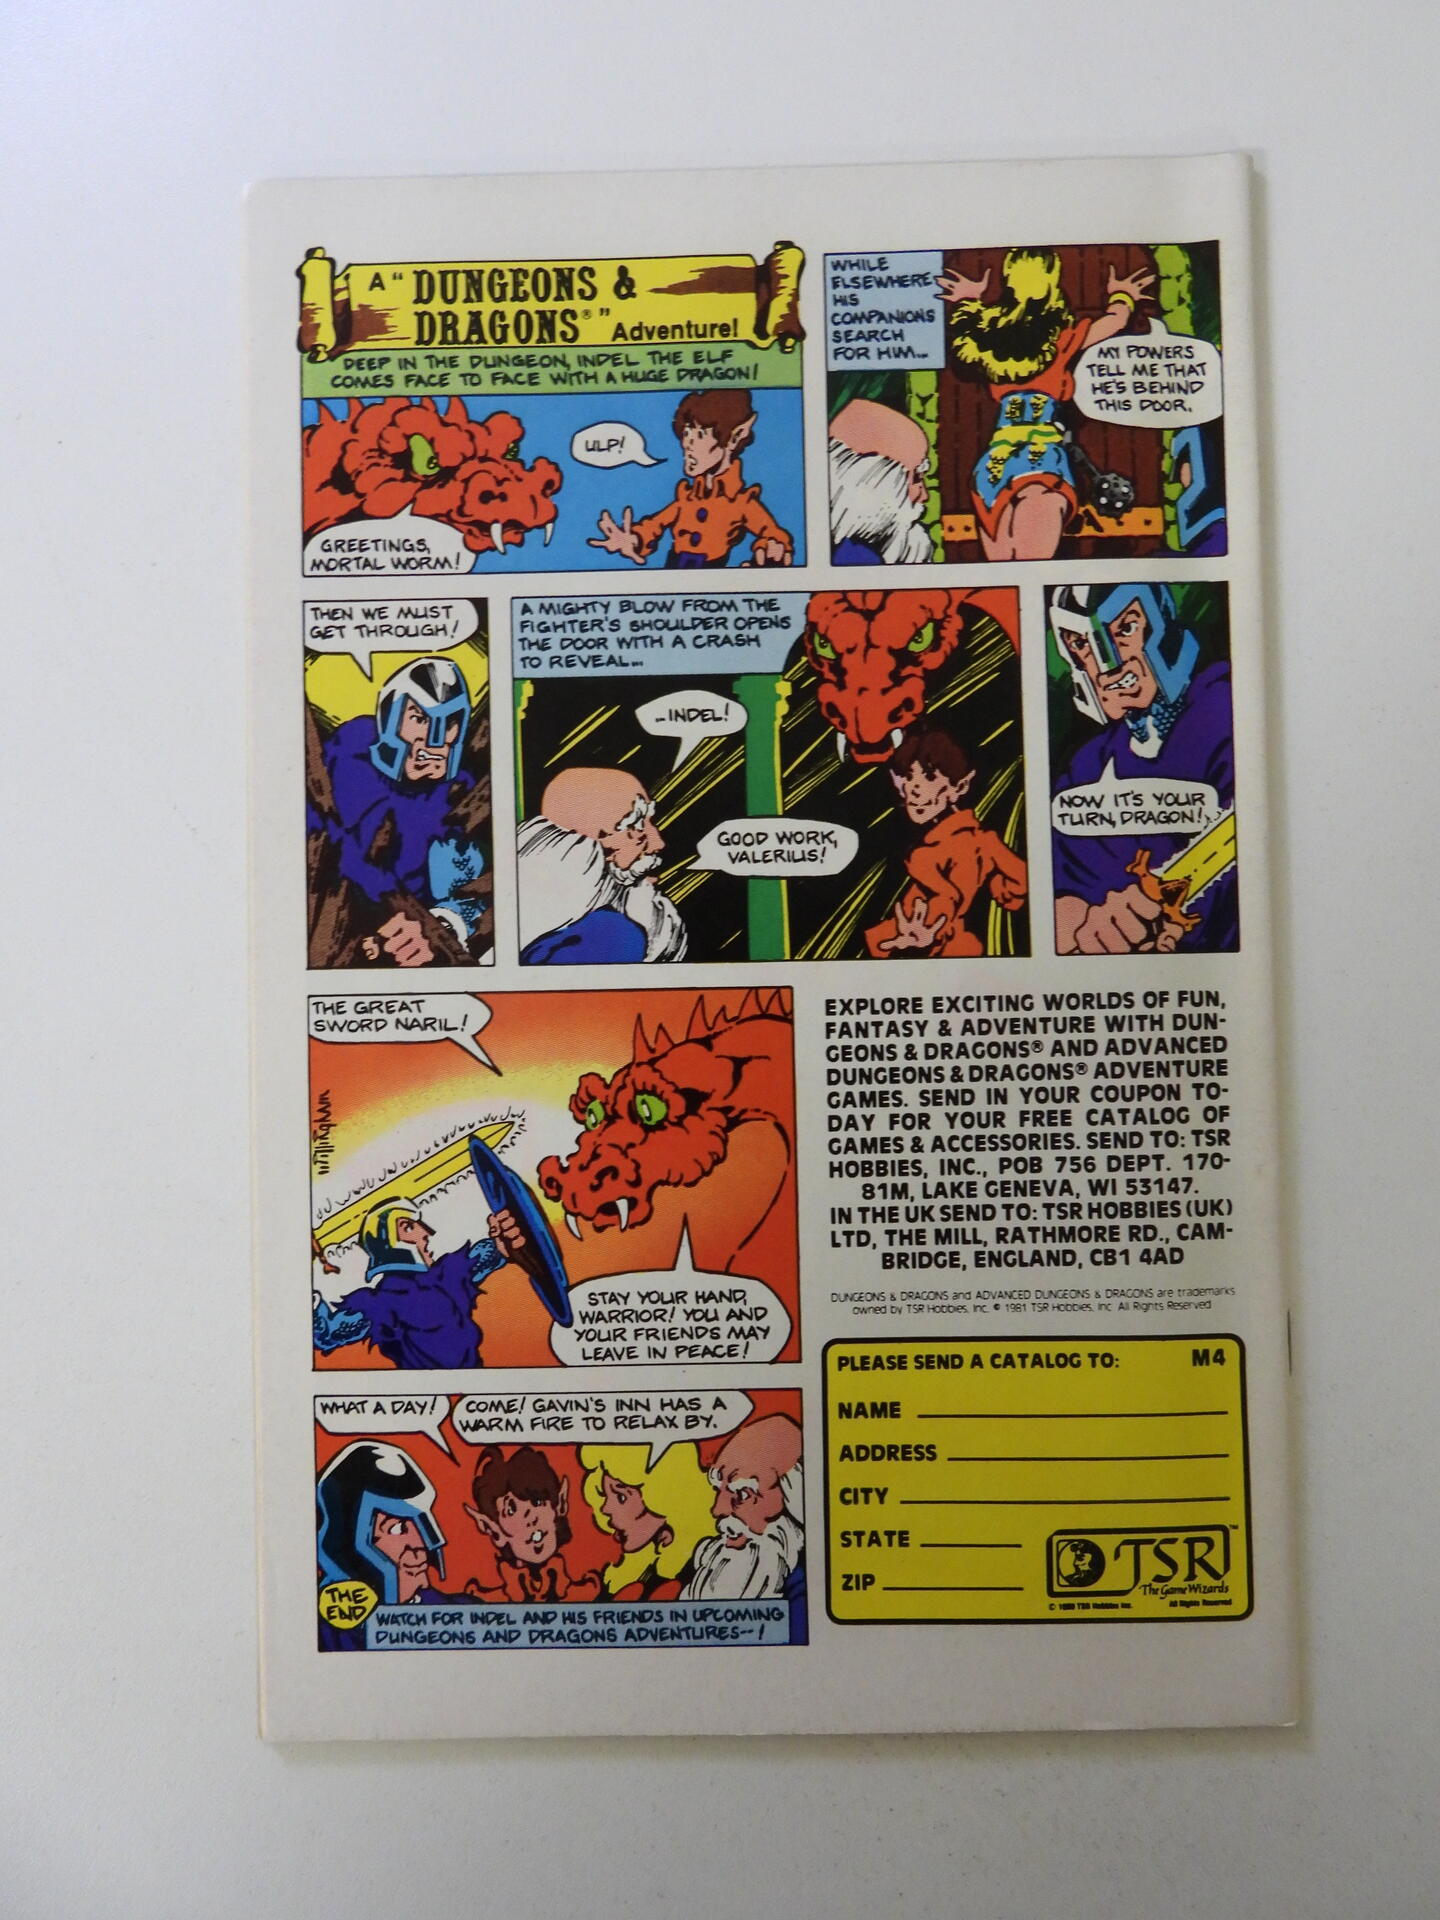 A "DUNGEONS &
DRAGONS®" Adventure!
DEEP IN THE DUNGEON, INDEL THE ELF
COMES FACE TO FACE WITH A HUGE DRAGON!
ULP!
GREETINGS,
MORTAL WORM!
WHILE
ELSEWHERE,
HIS
COMPANIONS
SEARCH
FOR HIM...
MY POWERS
TELL ME THAT
HE'S BEHIND
THIS DOOR.
THEN WE MUST
GET THROUGH!
A MIGHTY BLOW FROM THE
FIGHTER'S SHOULDER OPENS
THE DOOR WITH A CRASH
TO REVEAL...
...INDEL!
GOOD WORK,
VALERIUS!
NOW IT'S YOUR
TURN, DRAGON!
THE GREAT
SWORD NARIL!
Willingham
STAY YOUR HAND,
WARRIOR! YOU AND
YOUR FRIENDS MAY
LEAVE IN PEACE!
WHAT A DAY!
COME! GAVIN'S INN HAS A
WARM FIRE TO RELAX BY.
THE
END
WATCH FOR INDEL AND HIS FRIENDS IN UPCOMING
DUNGEONS AND DRAGONS ADVENTURES--!
EXPLORE EXCITING WORLDS OF FUN,
FANTASY & ADVENTURE WITH DUN-
GEONS & DRAGONS® AND ADVANCED
DUNGEONS & DRAGONS® ADVENTURE
GAMES. SEND IN YOUR COUPON TO-
DAY FOR YOUR FREE CATALOG OF
GAMES & ACCESSORIES. SEND TO: TSR
HOBBIES, INC., POB 756 DEPT. 170-
81M, LAKE GENEVA, WI 53147.
IN THE UK SEND TO: TSR HOBBIES (UK)
LTD, THE MILL, RATHMORE RD., CAM-
BRIDGE, ENGLAND, CB1 4AD
DUNGEONS & DRAGONS and ADVANCED DUNGEONS & DRAGONS are trademarks
owned by TSR Hobbies, Inc. © 1981 TSR Hobbies, Inc. All Rights Reserved
PLEASE SEND A CATALOG TO: M4
NAME
ADDRESS
CITY
STATE
ZIP
TSR™
The Game Wizards
© 1980 TSR Hobbies Inc. All Rights Reserved